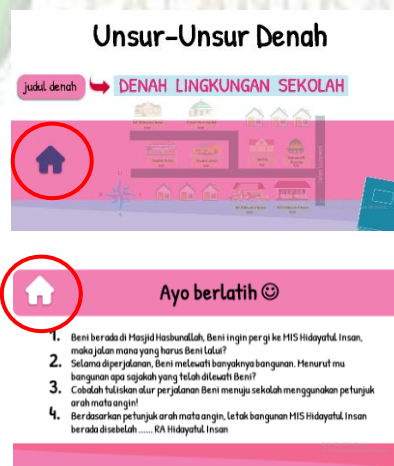 Unsur-Unsur Denah
judul denah
DENAH LINGKUNGAN SEKOLAH
Ayo berlatih
1. Beni berada di Masjid Hasbunallah, Beni ingin pergi ke MIS Hidayatul Insan,
maka jalan mana yang harus Beni lalui?
2. Selama diperjalanan, Beni melewati banyaknya bangunan. Menurut mu
bangunan apa sajakah yang telah dilewati Beni?
3. Cobalah tuliskan alur perjalanan Beni menuju sekolah menggunakan petunjuk
arah mata angin!
4. Berdasarkan petunjuk arah mata angin, letak bangunan MIS Hidayatul Insan
berada disebelah ...... RA Hidayatul Insan